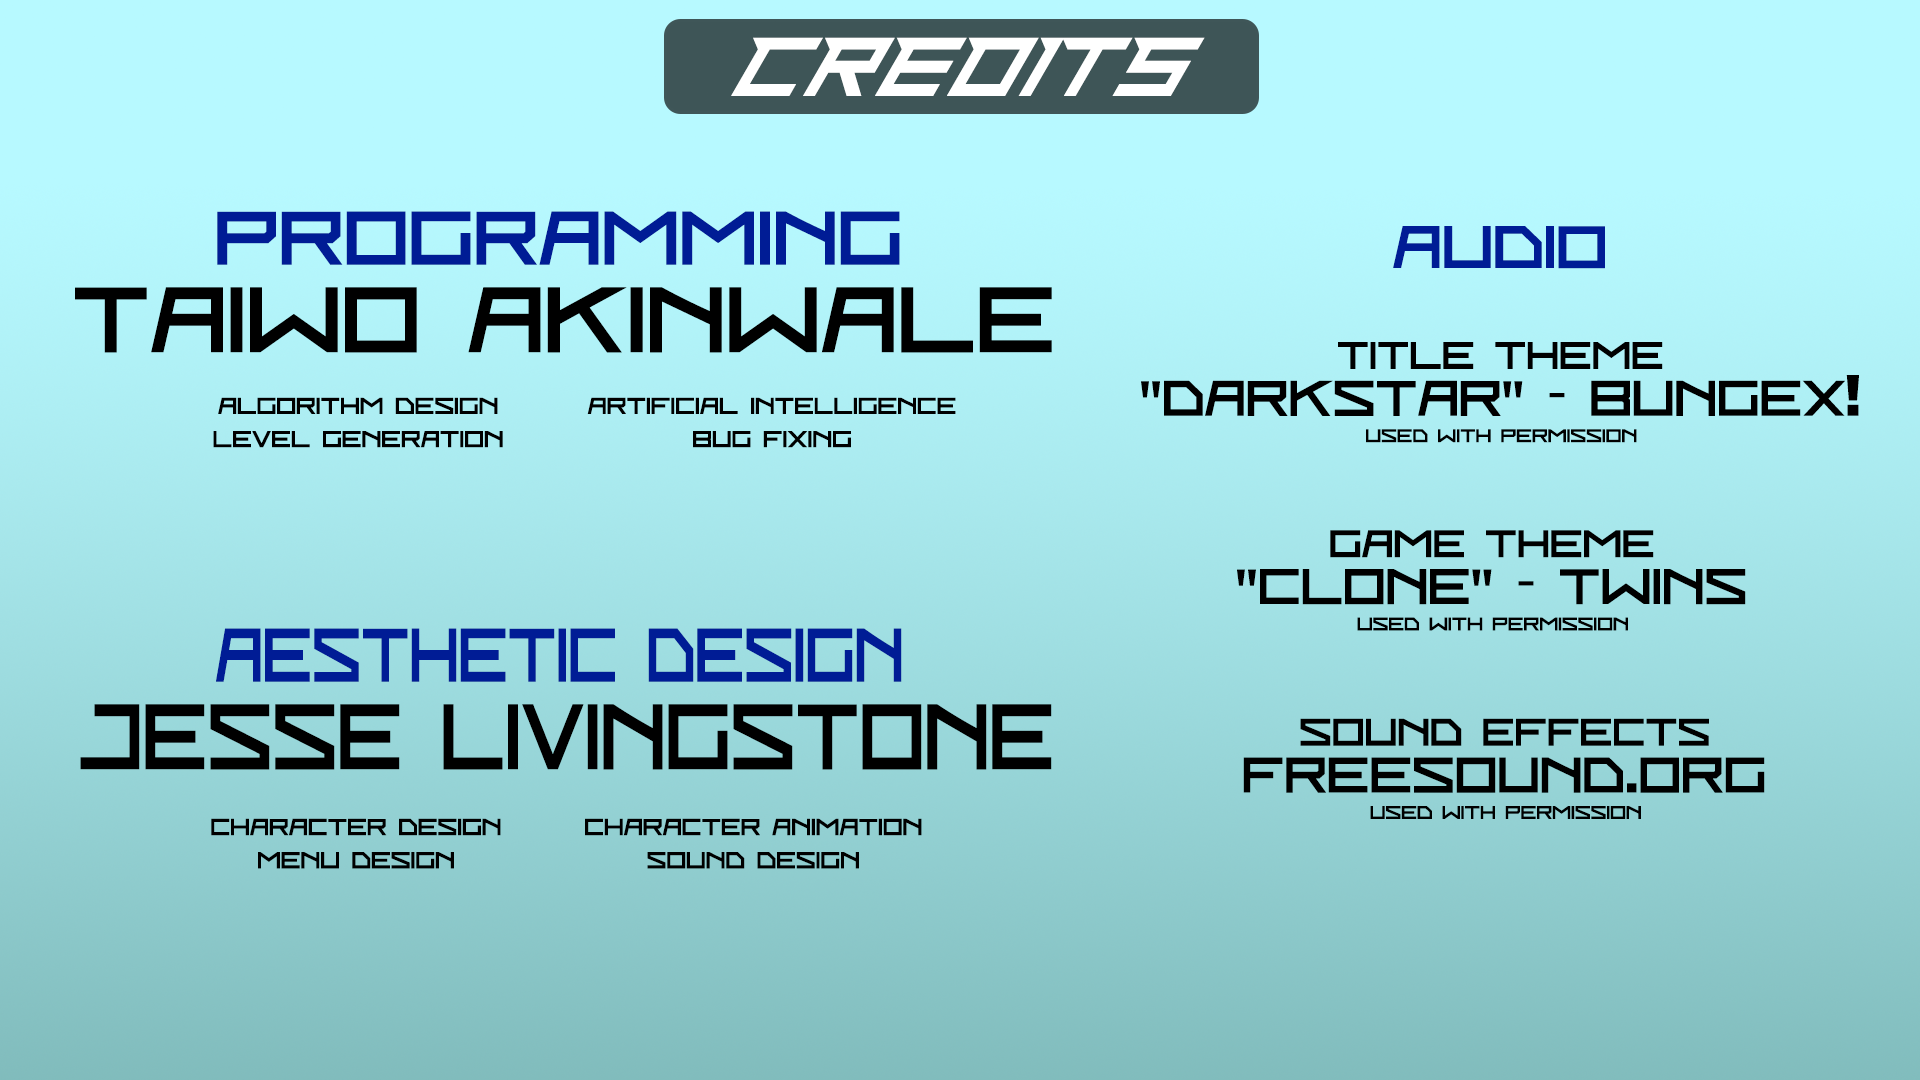 CREDITS
PROGRAMMING
TAIWO AKINWALE
ALGORITHM DESIGN
LEVEL GENERATION
ARTIFICIAL INTELLIGENCE
BUG FIXING
AESTHETIC DESIGN
JESSE LIVINGSTONE
CHARACTER DESIGN
MENU DESIGN
CHARACTER ANIMATION
SOUND DESIGN
AUDIO
TITLE THEME
"DARKSTAR" - BUNGEX!
USED WITH PERMISSION
GAME THEME
"CLONE" - TWINS
USED WITH PERMISSION
SOUND EFFECTS
FREESOUND.ORG
USED WITH PERMISSION